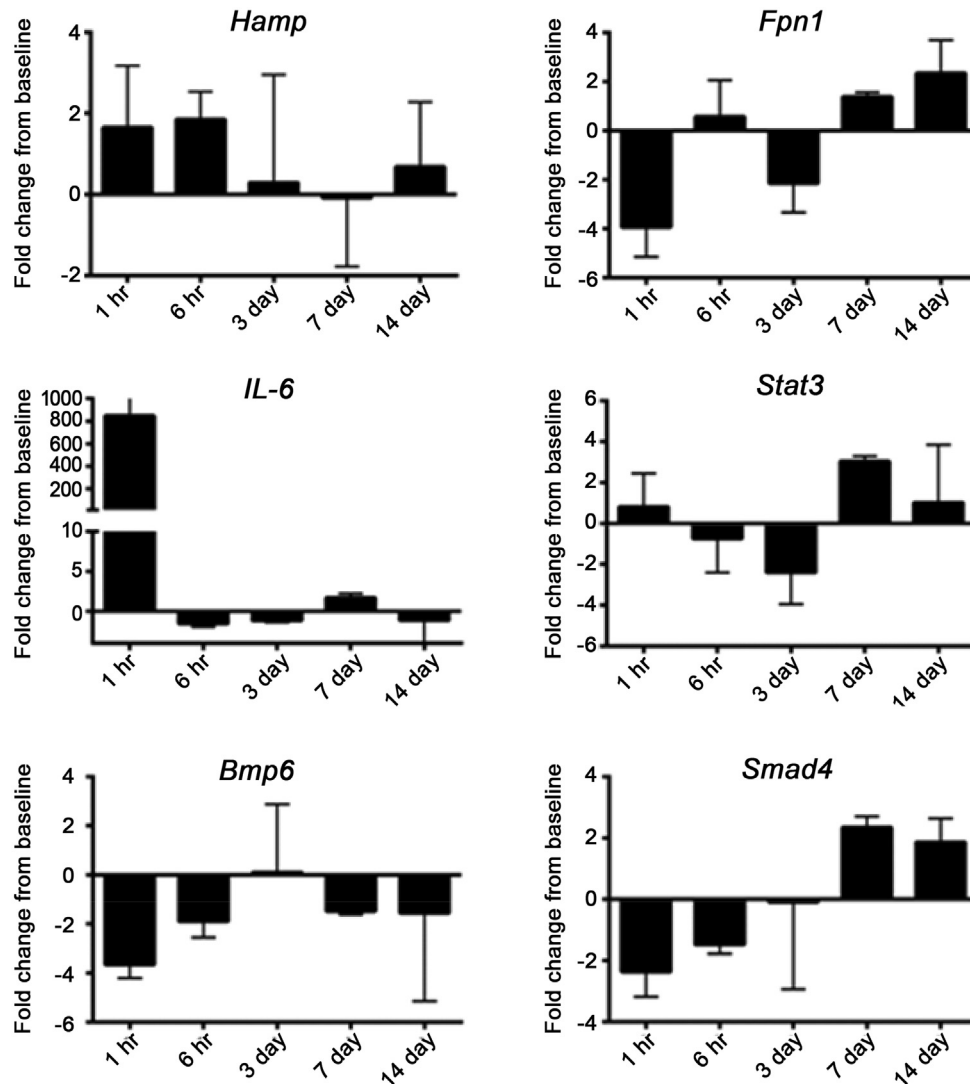 Hamp
Fold change from baseline
4
2
0
-2
1 hr
6 hr
3 day
7 day
14 day
Fpn1
Fold change from baseline
4
2
0
-2
-4
-6
1 hr
6 hr
3 day
7 day
14 day
IL-6
Fold change from baseline
1000
800
600
400
200
10
5
0
1 hr
6 hr
3 day
7 day
14 day
Stat3
Fold change from baseline
6
4
2
0
-2
-4
-6
1 hr
6 hr
3 day
7 day
14 day
Bmp6
Fold change from baseline
4
2
0
-2
-4
-6
1 hr
6 hr
3 day
7 day
14 day
Smad4
Fold change from baseline
4
2
0
-2
-4
1 hr
6 hr
3 day
7 day
14 day